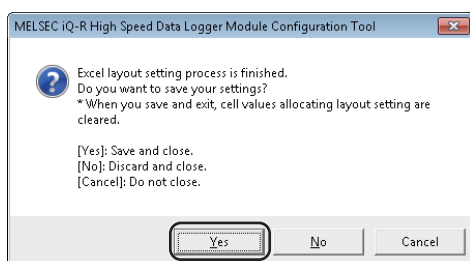 MELSEC iQ-R High Speed Data Logger Module Configuration Tool
Excel layout setting process is finished.
Do you want to save your settings?
* When you save and exit, cell values allocating layout setting are
cleared.
[Yes]: Save and close.
[No]: Discard and close.
[Cancel]: Do not close.
Yes No Cancel